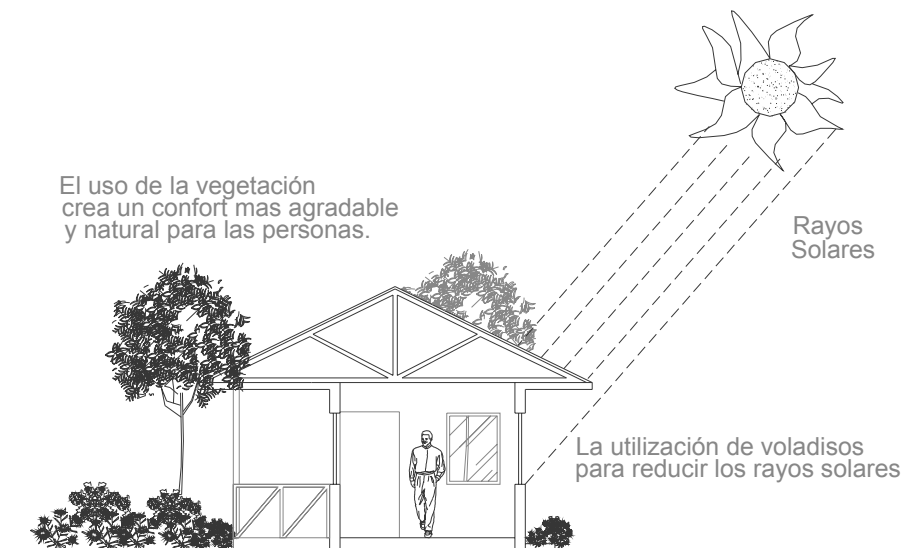 El uso de la vegetación
crea un confort mas agradable
y natural para las personas.
Rayos
Solares
La utilización de voladisos
para reducir los rayos solares